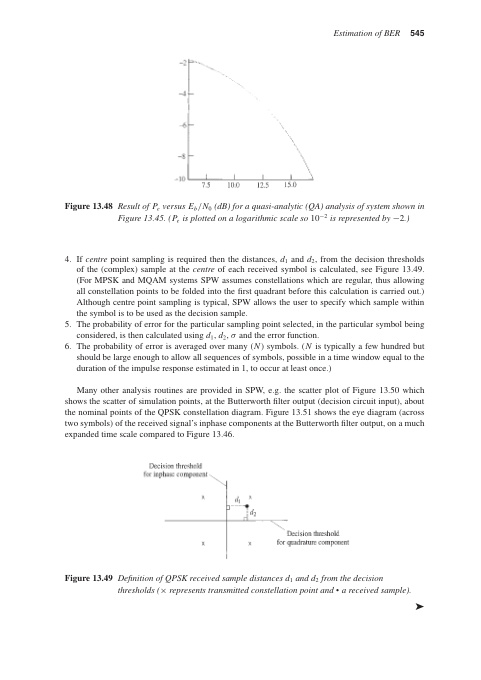 Estimation of BER 545
−2
−4
−6
−8
−10
7.5 10.0 12.5 15.0
Figure 13.48 Result of Pₑ versus E_b/N₀ (dB) for a quasi-analytic (QA) analysis of system shown in
Figure 13.45. (Pₑ is plotted on a logarithmic scale so 10⁻² is represented by −2.)
4. If centre point sampling is required then the distances, d₁ and d₂, from the decision thresholds
of the (complex) sample at the centre of each received symbol is calculated, see Figure 13.49.
(For MPSK and MQAM systems SPW assumes constellations which are regular, thus allowing
all constellation points to be folded into the first quadrant before this calculation is carried out.)
Although centre point sampling is typical, SPW allows the user to specify which sample within
the symbol is to be used as the decision sample.
5. The probability of error for the particular sampling point selected, in the particular symbol being
considered, is then calculated using d₁, d₂, σ and the error function.
6. The probability of error is averaged over many (N) symbols. (N is typically a few hundred but
should be large enough to allow all sequences of symbols, possible in a time window equal to the
duration of the impulse response estimated in 1, to occur at least once.)
Many other analysis routines are provided in SPW, e.g. the scatter plot of Figure 13.50 which
shows the scatter of simulation points, at the Butterworth filter output (decision circuit input), about
the nominal points of the QPSK constellation diagram. Figure 13.51 shows the eye diagram (across
two symbols) of the received signal's inphase components at the Butterworth filter output, on a much
expanded time scale compared to Figure 13.46.
Decision threshold
for inphase component
x x
d₁
d₂
Decision threshold
x x for quadrature component
Figure 13.49 Definition of QPSK received sample distances d₁ and d₂ from the decision
thresholds (× represents transmitted constellation point and • a received sample).